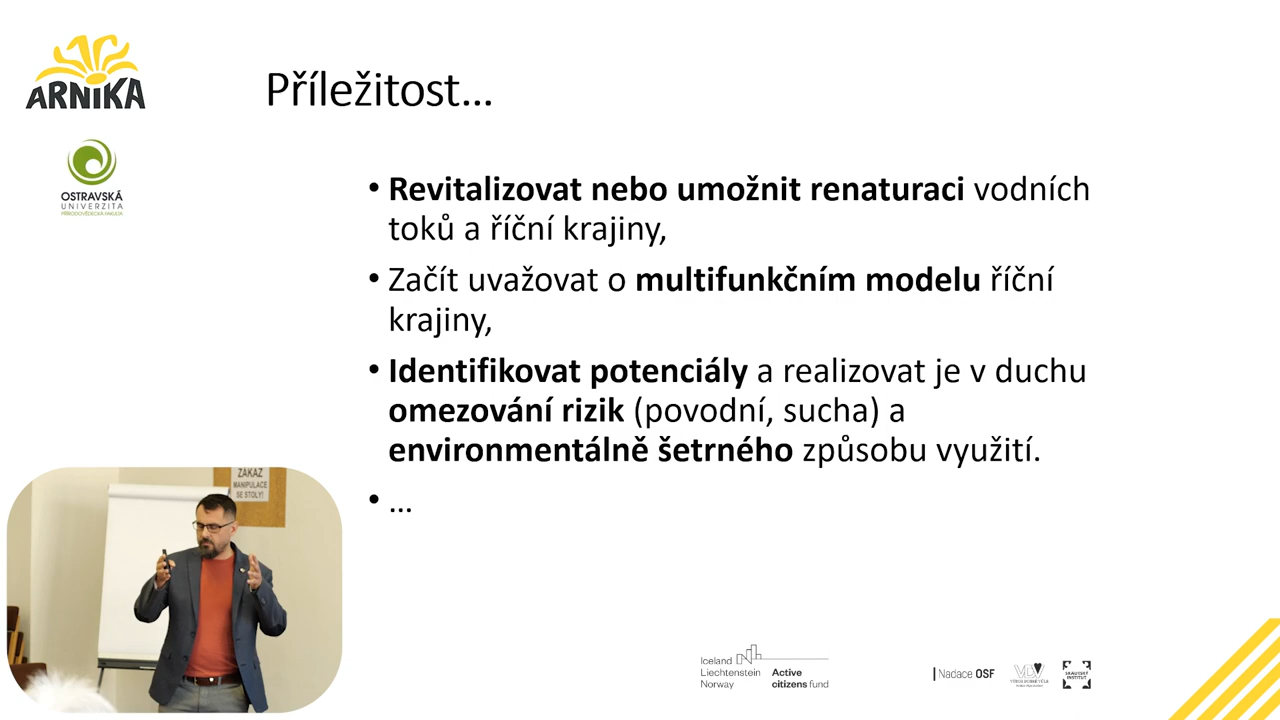 ARNIKA
OSTRAVSKÁ
UNIVERZITA
PŘÍRODOVĚDECKÁ FAKULTA
Příležitost...
• Revitalizovat nebo umožnit renaturaci vodních
toků a říční krajiny,
• Začít uvažovat o multifunkčním modelu říční
krajiny,
• Identifikovat potenciály a realizovat je v duchu
omezování rizik (povodní, sucha) a
environmentálně šetrného způsobu využití.
• ...
ZÁKAZ
MANIPULACE
SE STOLY!
Iceland
Liechtenstein
Norway
Active
citizens fund
Nadace OSF
SKAUTSKÝ
INSTITUT